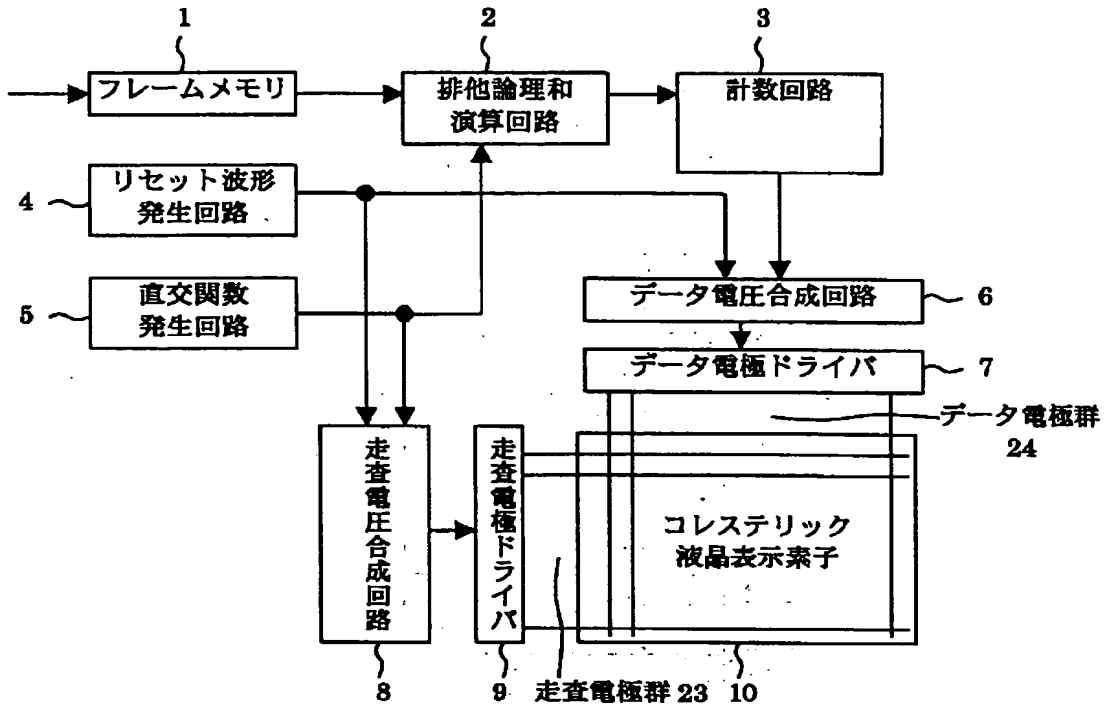 1
2
3
フレームメモリ
排他論理和
演算回路
計数回路
4
リセット波形
発生回路
5
直交関数
発生回路
データ電圧合成回路
6
データ電極ドライバ
7
データ電極群
24
走査電圧合成回路
走査電極ドライバ
コレステリック
液晶表示素子
8
9
走査電極群 23
10